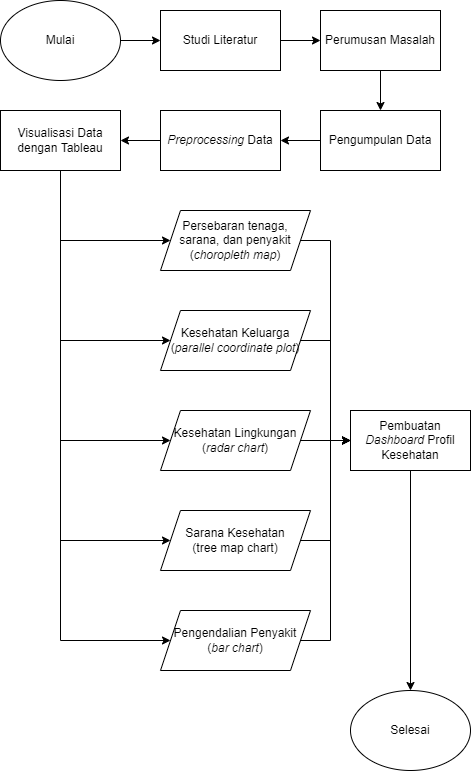 Mulai
Studi Literatur
Perumusan Masalah
Pengumpulan Data
Preprocessing Data
Visualisasi Data
dengan Tableau
Persebaran tenaga,
sarana, dan penyakit
(choropleth map)
Kesehatan Keluarga
(parallel coordinate plot)
Kesehatan Lingkungan
(radar chart)
Sarana Kesehatan
(tree map chart)
Pengendalian Penyakit
(bar chart)
Pembuatan
Dashboard Profil
Kesehatan
Selesai